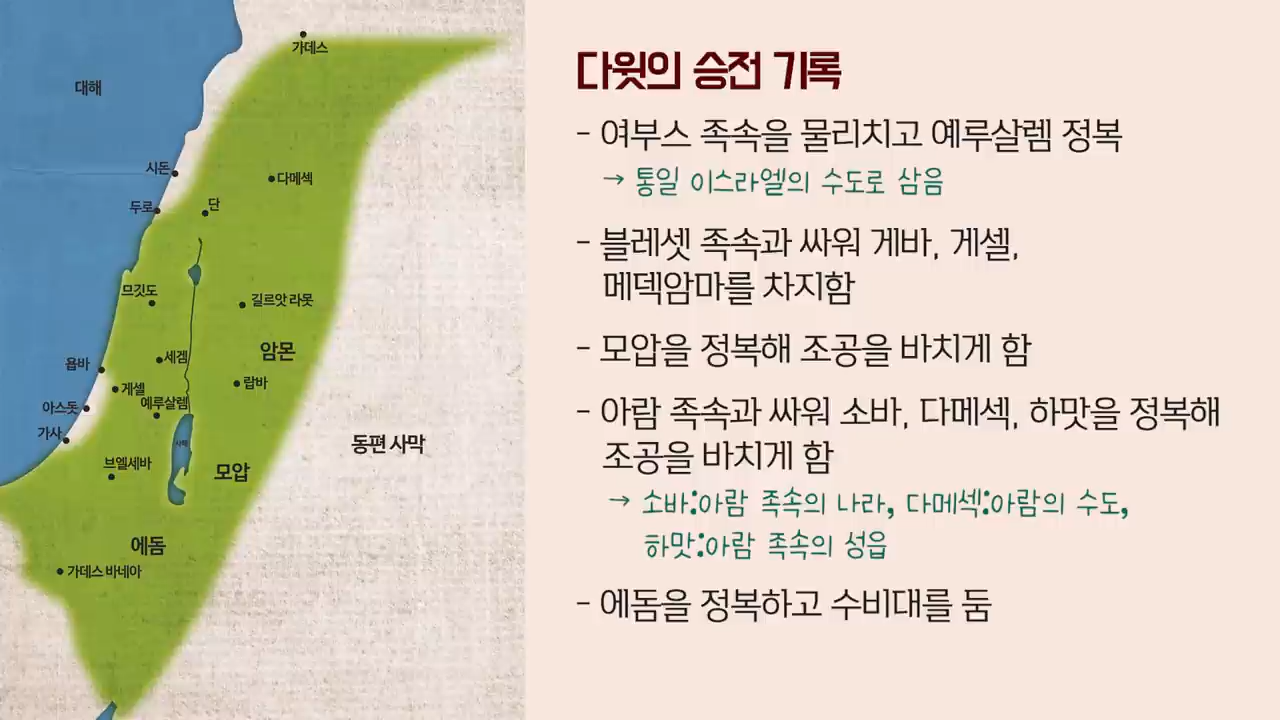 가데스
대해
시돈
다메섹
두로
단
므깃도
길르앗 라못
세겜
암몬
욥바
랍바
게셀
예루살렘
아스돗
가사
사해
동편 사막
브엘세바
모압
에돔
가데스 바네아
다윗의 승전 기록
- 여부스 족속을 물리치고 예루살렘 정복
→ 통일 이스라엘의 수도로 삼음
- 블레셋 족속과 싸워 게바, 게셀,
메덱암마를 차지함
- 모압을 정복해 조공을 바치게 함
- 아람 족속과 싸워 소바, 다메섹, 하맛을 정복해
조공을 바치게 함
→ 소바:아람 족속의 나라, 다메섹:아람의 수도,
하맛:아람 족속의 성읍
- 에돔을 정복하고 수비대를 둠